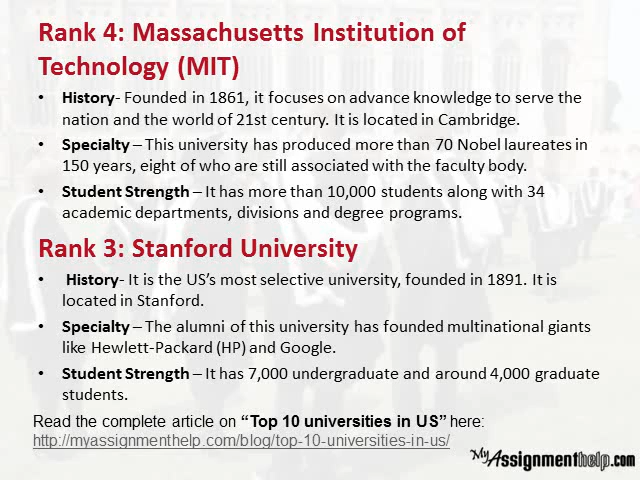 Rank 4: Massachusetts Institution of
Technology (MIT)
• History- Founded in 1861, it focuses on advance knowledge to serve the
nation and the world of 21st century. It is located in Cambridge.
• Specialty – This university has produced more than 70 Nobel laureates in
150 years, eight of who are still associated with the faculty body.
• Student Strength – It has more than 10,000 students along with 34
academic departments, divisions and degree programs.
Rank 3: Stanford University
• History- It is the US’s most selective university, founded in 1891. It is
located in Stanford.
• Specialty – The alumni of this university has founded multinational giants
like Hewlett-Packard (HP) and Google.
• Student Strength – It has 7,000 undergraduate and around 4,000 graduate
students.
Read the complete article on “Top 10 universities in US” here:
http://myassignmenthelp.com/blog/top-10-universities-in-us/
MyAssignmenthelp.com